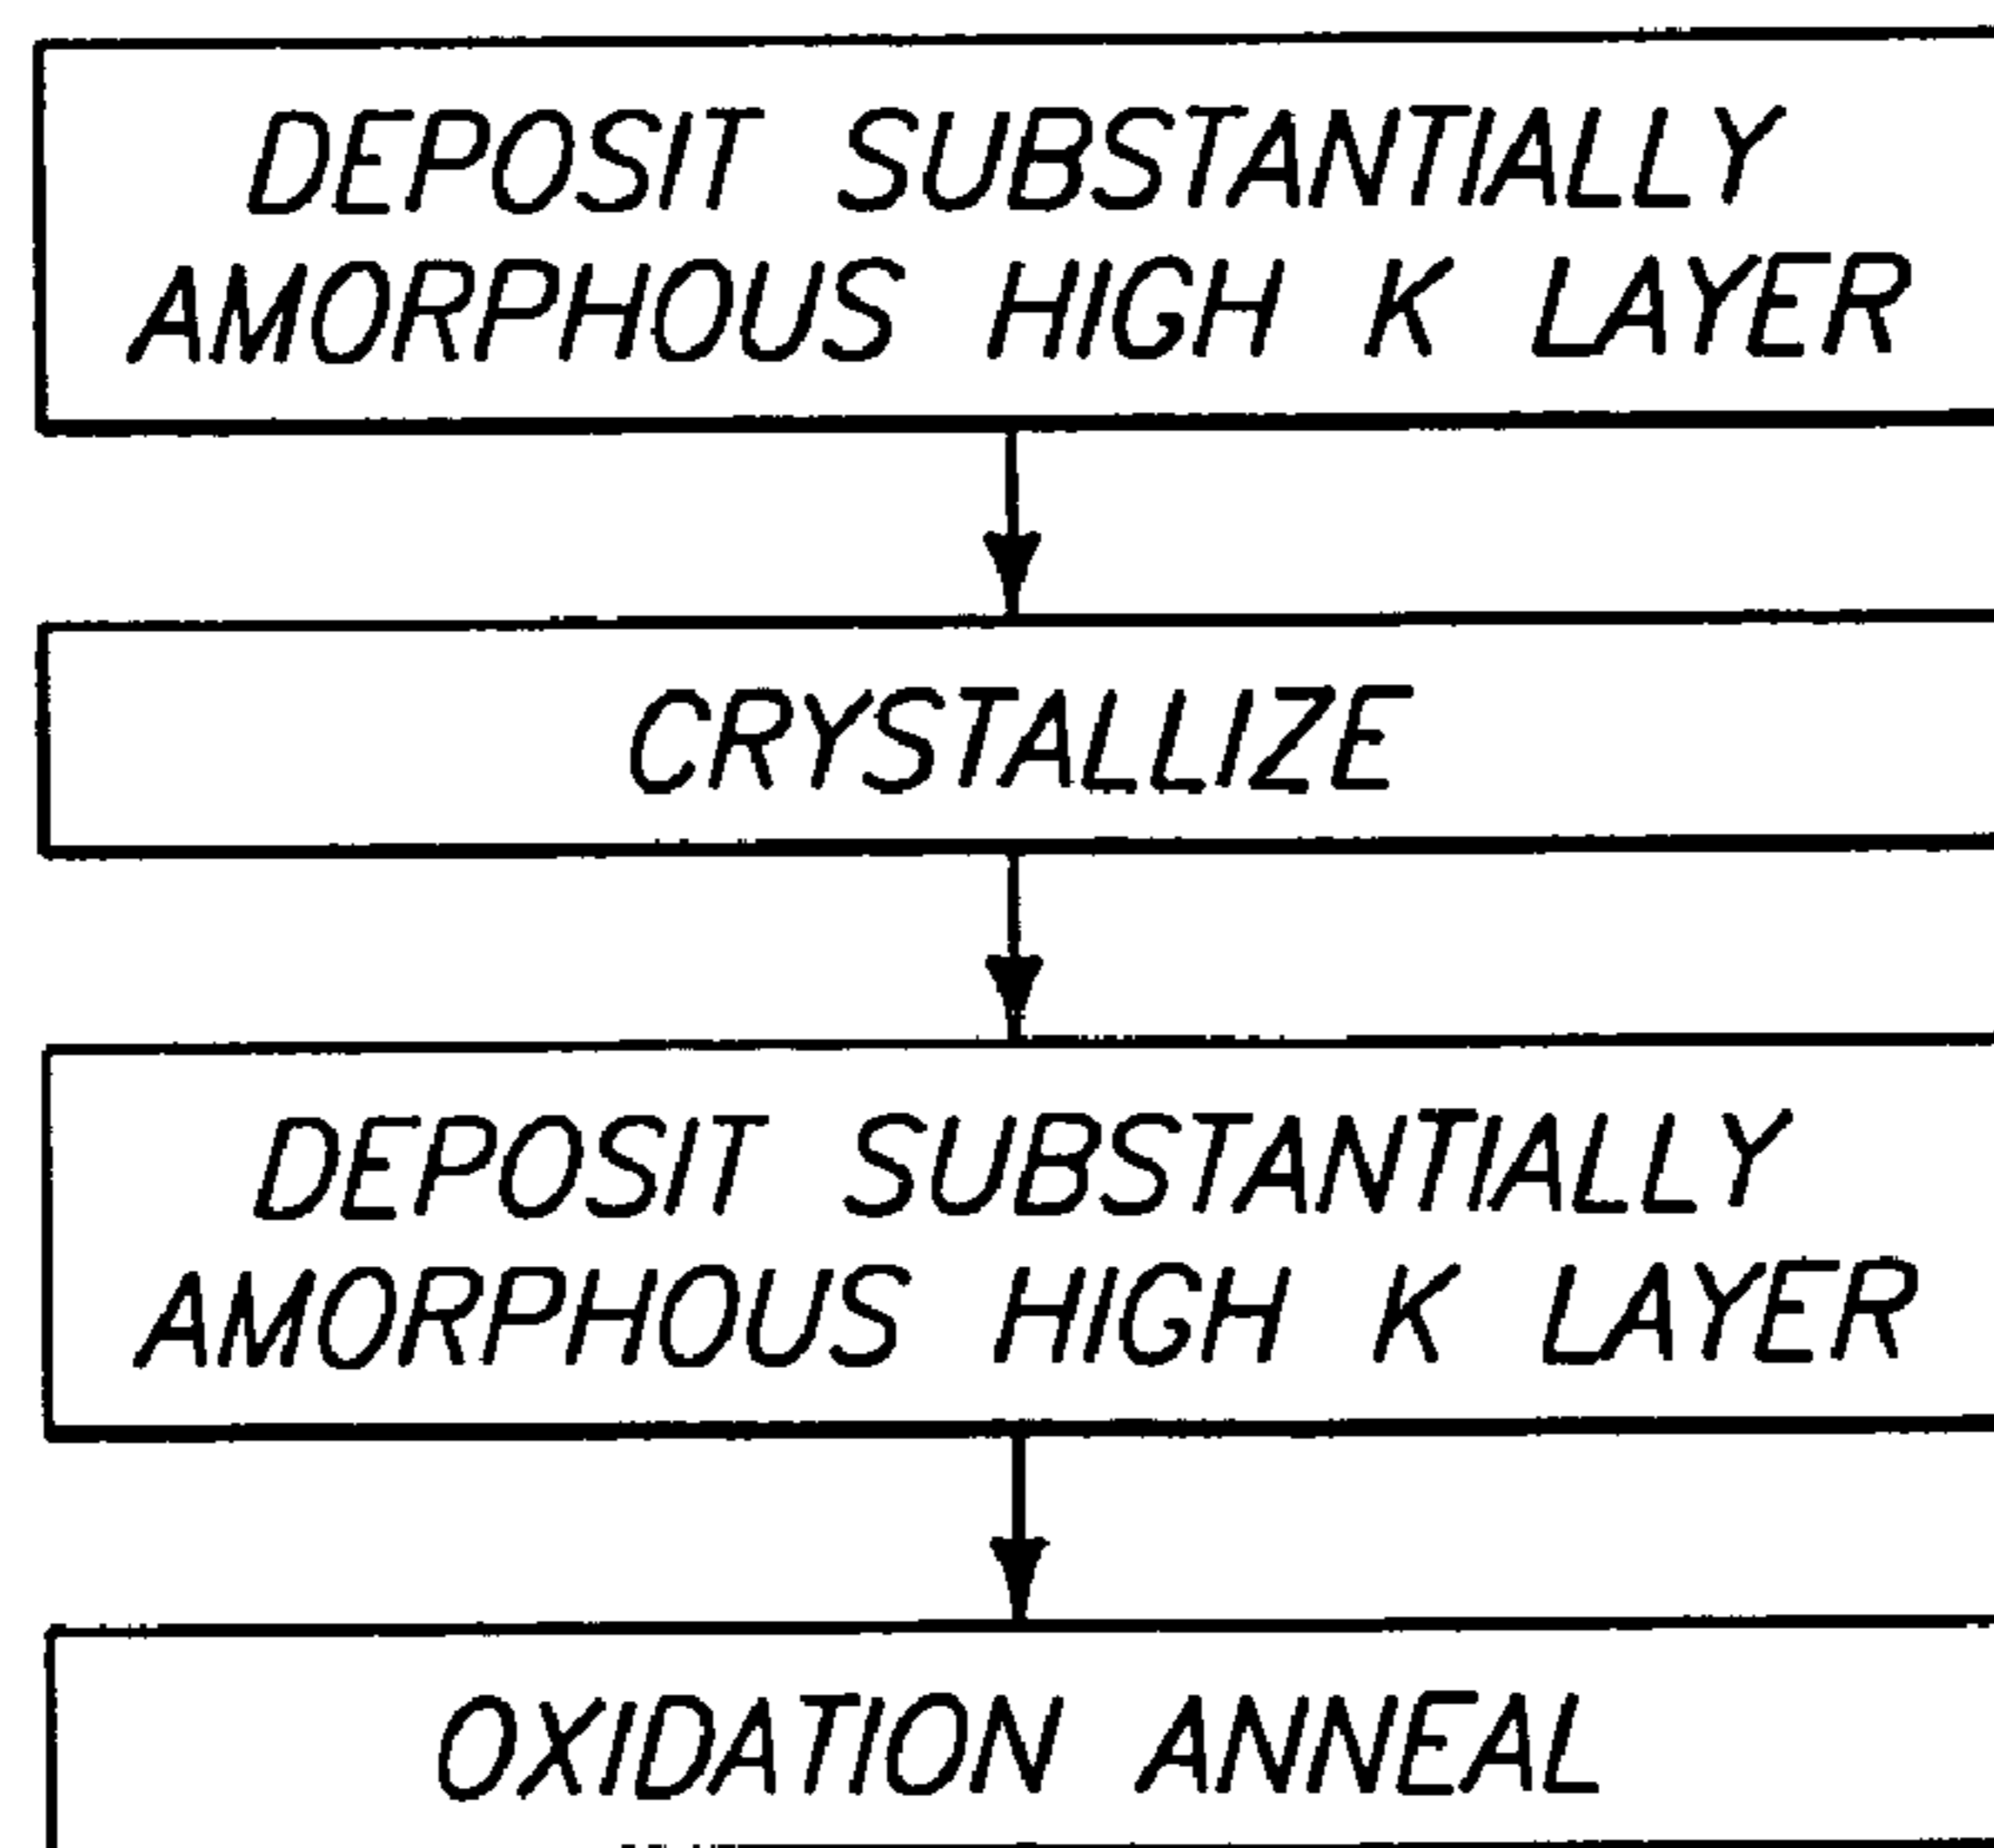 DEPOSIT SUBSTANTIALLY
AMORPHOUS HIGH K LAYER
CRYSTALLIZE
DEPOSIT SUBSTANTIALLY
AMORPHOUS HIGH K LAYER
OXIDATION ANNEAL